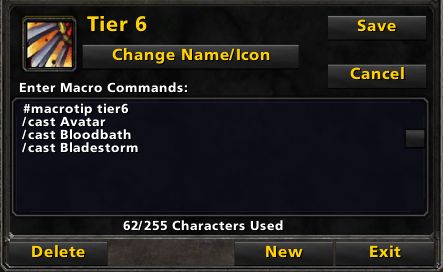 Tier 6
Save
Change Name/Icon
Cancel
Enter Macro Commands:
#macrotip tier6
/cast Avatar
/cast Bloodbath
/cast Bladestorm
62/255 Characters Used
Delete
New
Exit